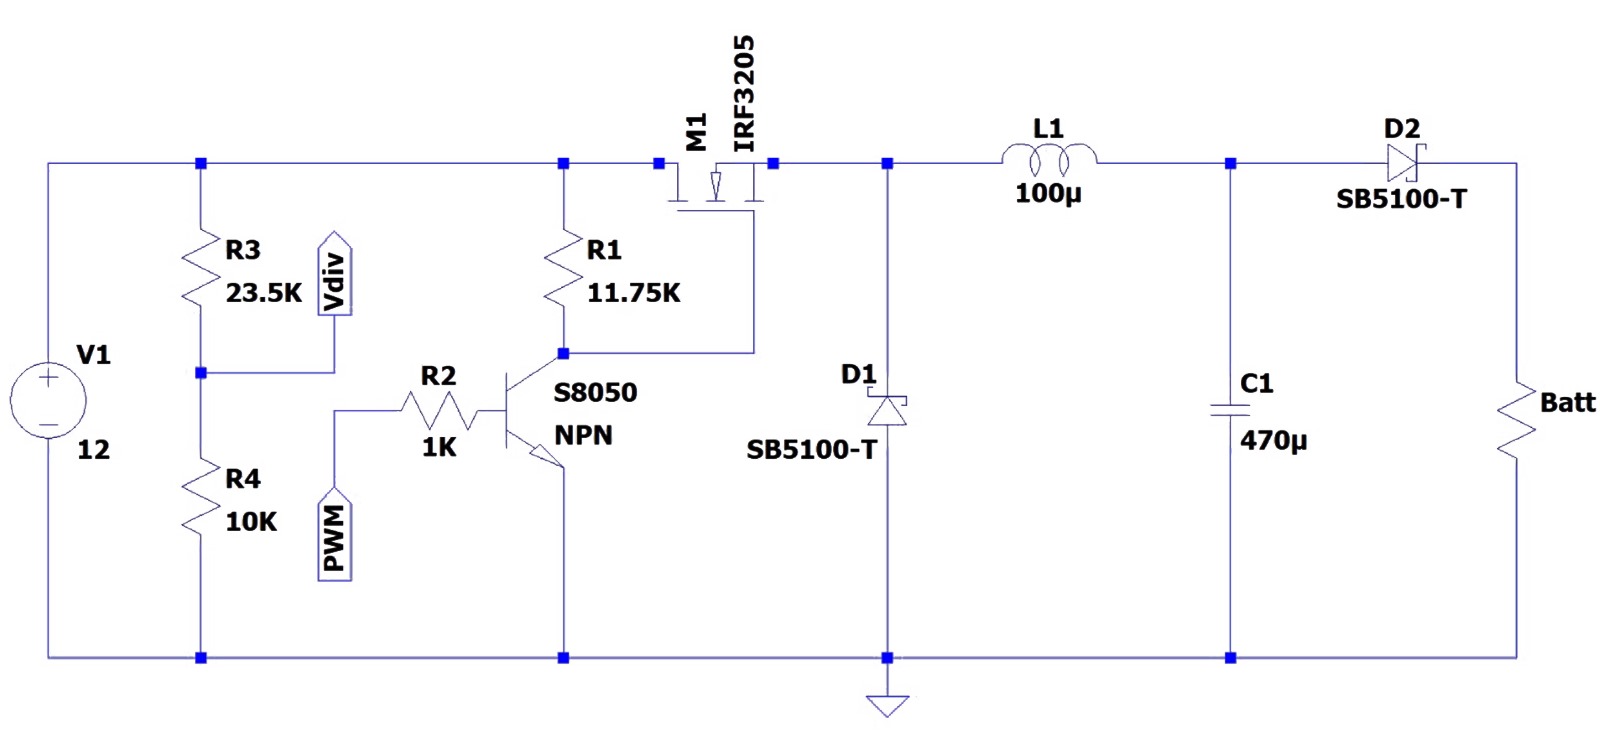 M1
IRF3205
L1
100µ
D2
SB5100-T
R3
23.5K
Vdiv
R1
11.75K
V1
+
−
12
R2
1K
S8050
NPN
D1
SB5100-T
C1
470µ
Batt
R4
10K
PWM